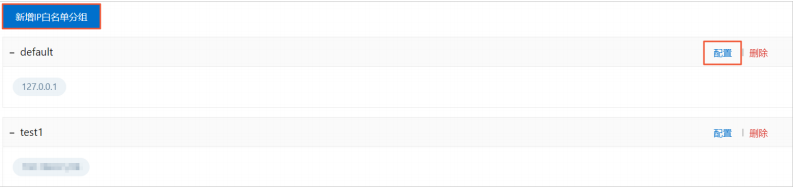 新增IP白名单分组
− default 配置 | 删除
127.0.0.1
− test1 配置 | 删除